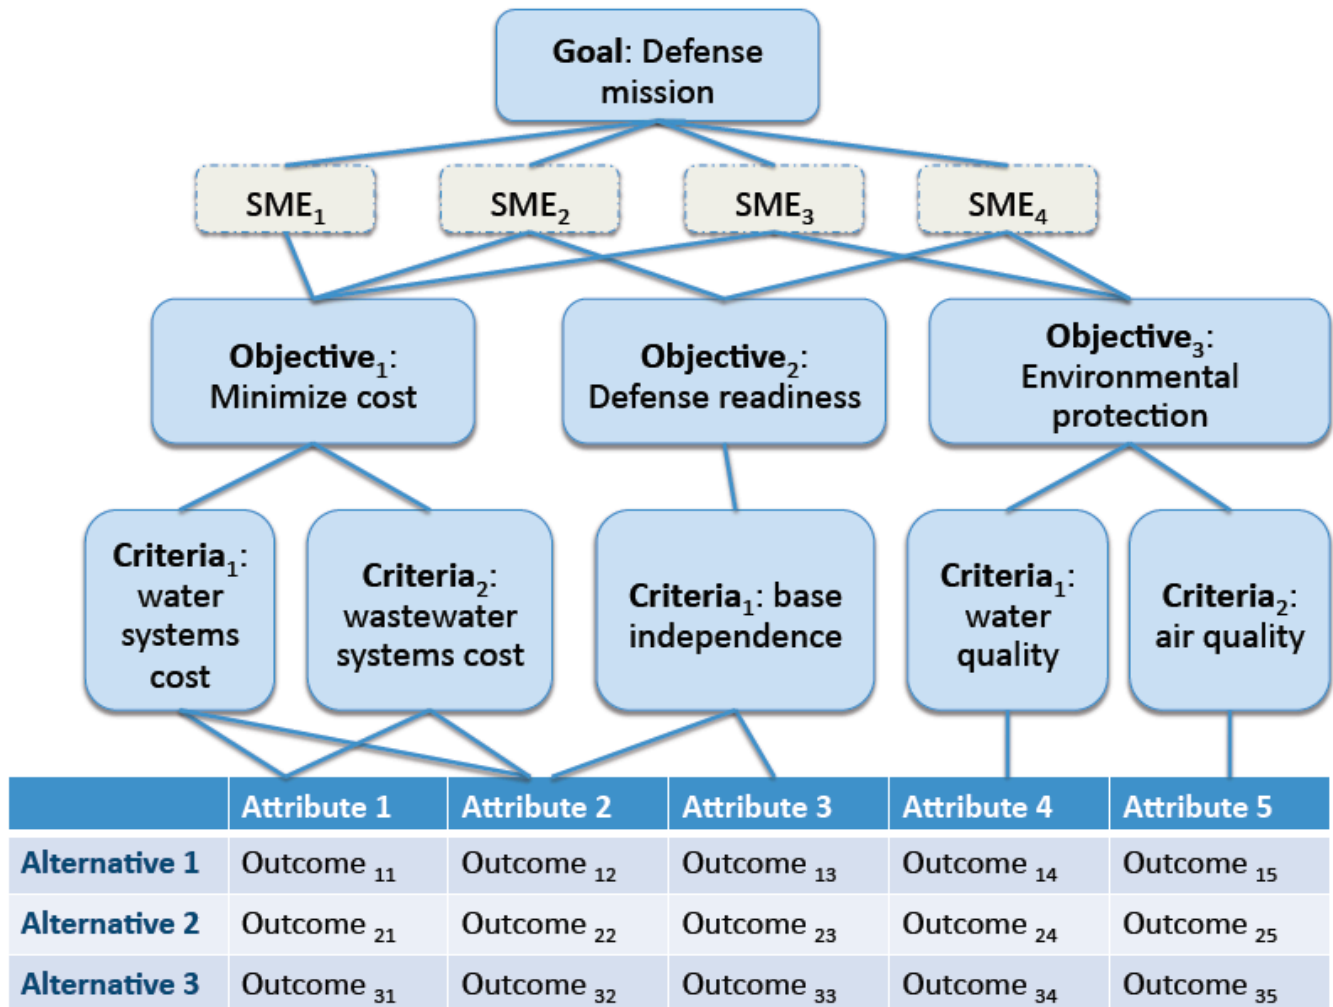 Goal: Defense
mission
SME₁
SME₂
SME₃
SME₄
Objective₁:
Minimize cost
Objective₂:
Defense readiness
Objective₃:
Environmental
protection
Criteria₁:
water
systems
cost
Criteria₂:
wastewater
systems cost
Criteria₁: base
independence
Criteria₁:
water
quality
Criteria₂:
air quality
Attribute 1 Attribute 2 Attribute 3 Attribute 4 Attribute 5
Alternative 1 Outcome ₁₁ Outcome ₁₂ Outcome ₁₃ Outcome ₁₄ Outcome ₁₅
Alternative 2 Outcome ₂₁ Outcome ₂₂ Outcome ₂₃ Outcome ₂₄ Outcome ₂₅
Alternative 3 Outcome ₃₁ Outcome ₃₂ Outcome ₃₃ Outcome ₃₄ Outcome ₃₅